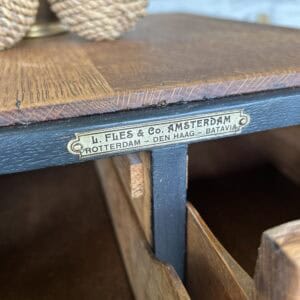 L. FLES & Co. AMSTERDAM
ROTTERDAM - DEN HAAG - BATAVIA